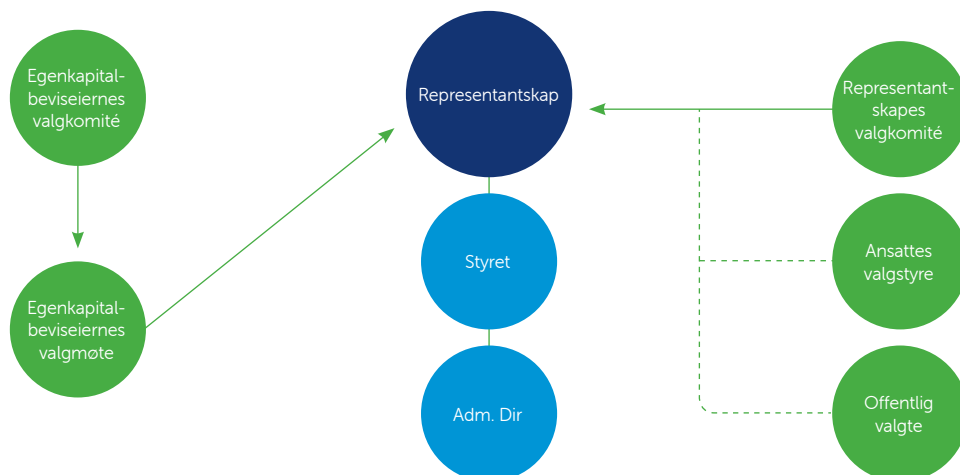 Egenkapital-
beviseiernes
valgkomité
Egenkapital-
beviseiernes
valgmøte
Representantskap
Styret
Adm. Dir
Representant-
skapes
valgkomité
Ansattes
valgstyre
Offentlig
valgte